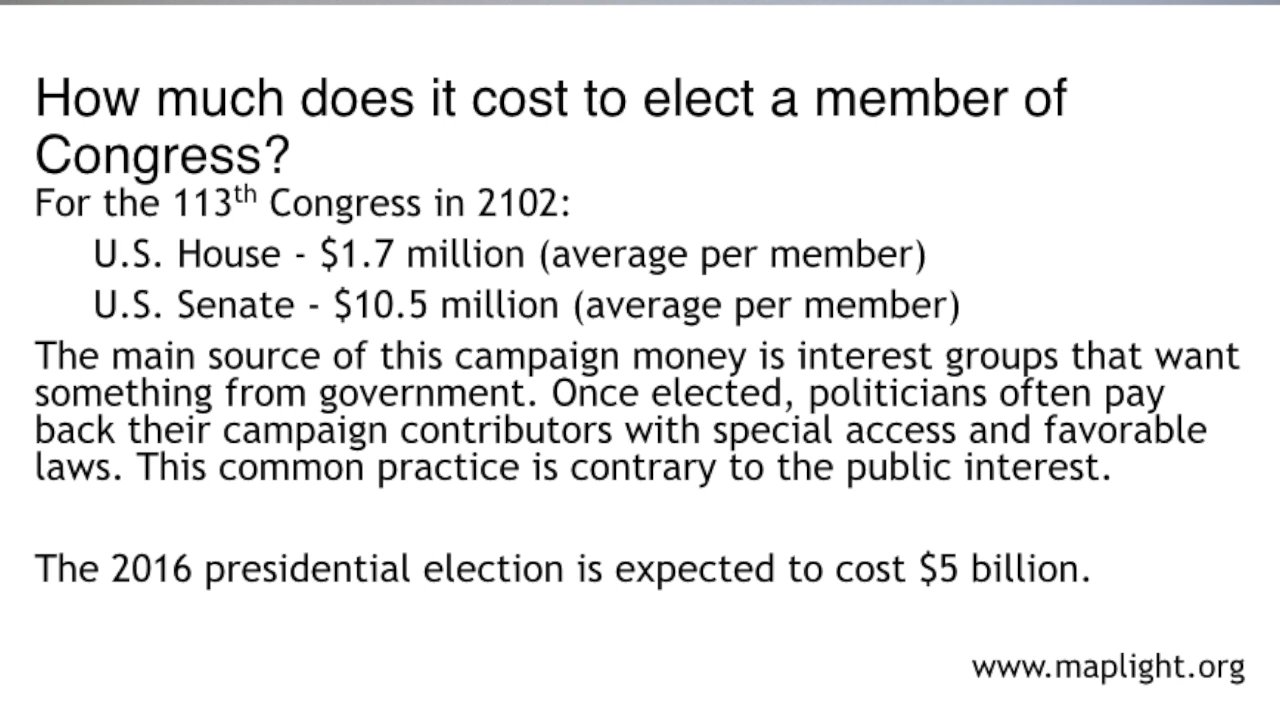 How much does it cost to elect a member of
Congress?
For the 113th Congress in 2102:
U.S. House - $1.7 million (average per member)
U.S. Senate - $10.5 million (average per member)
The main source of this campaign money is interest groups that want
something from government. Once elected, politicians often pay
back their campaign contributors with special access and favorable
laws. This common practice is contrary to the public interest.
The 2016 presidential election is expected to cost $5 billion.
www.maplight.org